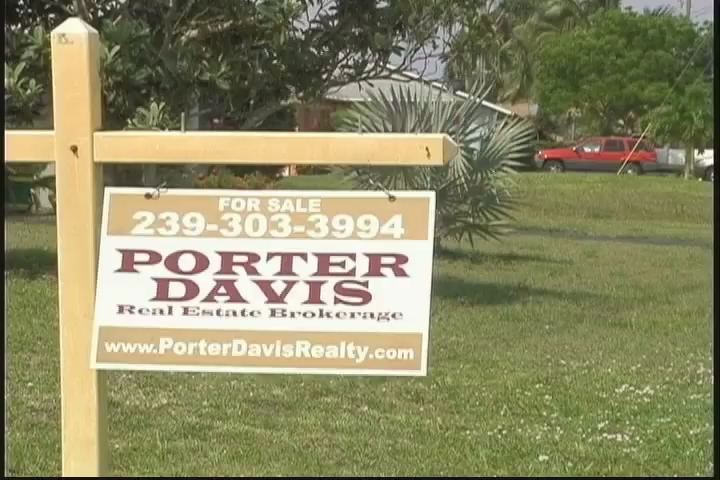 FOR SALE
239-303-3994
PORTER
DAVIS
Real Estate Brokerage
www.PorterDavisRealty.com